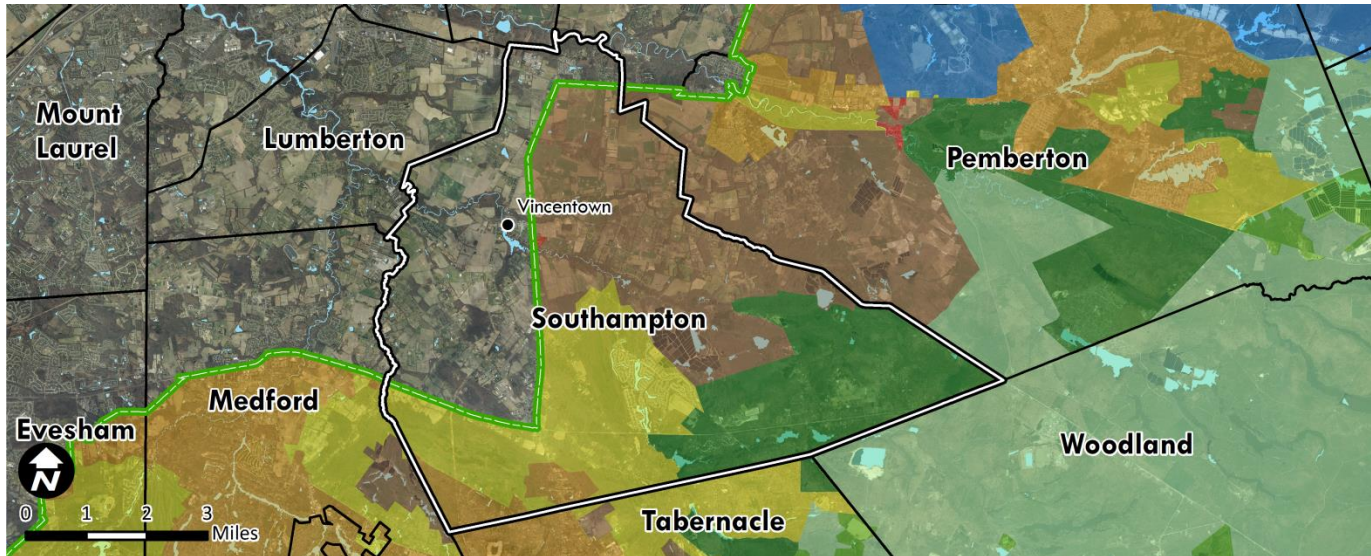 Mount
Laurel
Lumberton
Pemberton
Vincentown
Southampton
Medford
Evesham
Woodland
Tabernacle
N
0 1 2 3
Miles